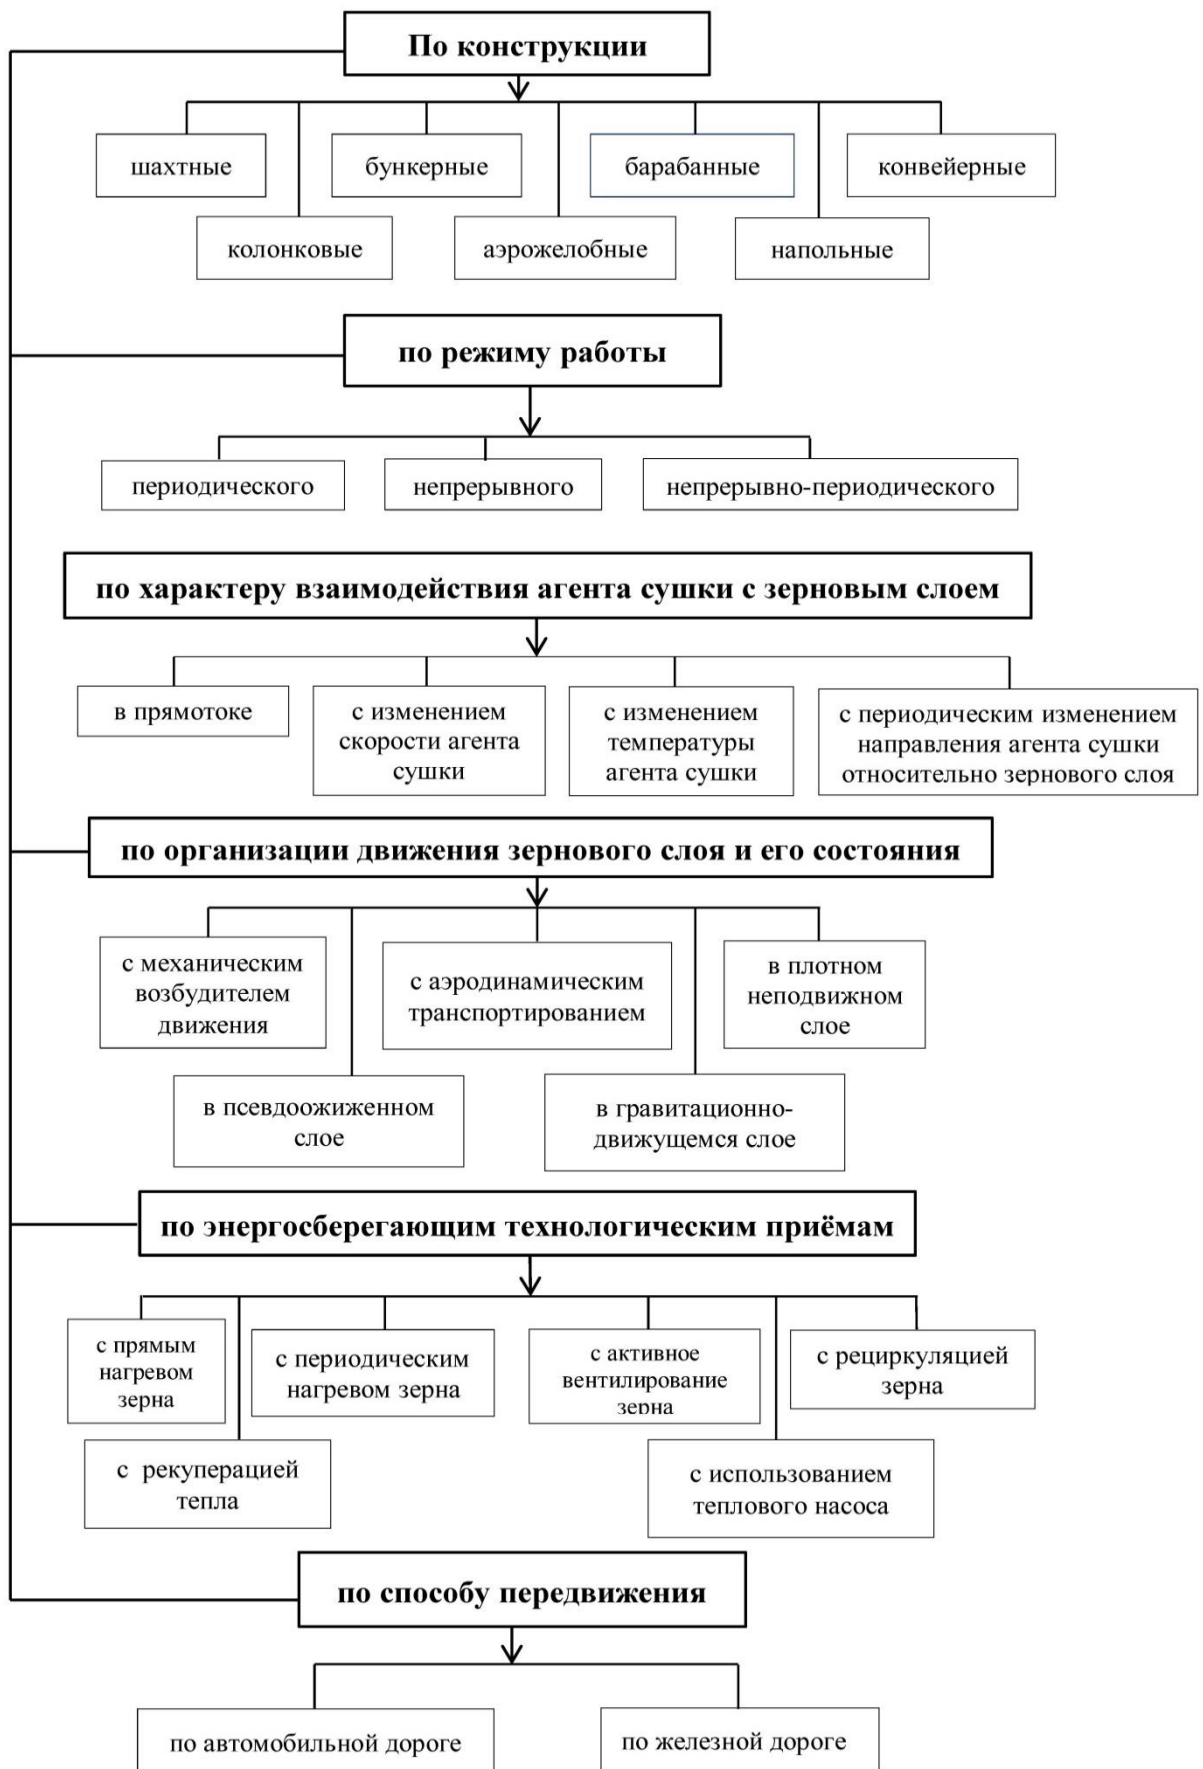 По конструкции
шахтные
бункерные
барабанные
конвейерные
колонковые
аэрожелобные
напольные
по режиму работы
периодического
непрерывного
непрерывно-периодического
по характеру взаимодействия агента сушки с зерновым слоем
в прямотоке
с изменением
скорости агента
сушки
с изменением
температуры
агента сушки
с периодическим изменением
направления агента сушки
относительно зернового слоя
по организации движения зернового слоя и его состояния
с механическим
возбудителем
движения
с аэродинамическим
транспортированием
в плотном
неподвижном
слое
в псевдоожиженном
слое
в гравитационно-
движущемся слое
по энергосберегающим технологическим приёмам
с прямым
нагревом
зерна
с периодическим
нагревом зерна
с активное
вентилирование
зерна
с рециркуляцией
зерна
с рекуперацией
тепла
с использованием
теплового насоса
по способу передвижения
по автомобильной дороге
по железной дороге